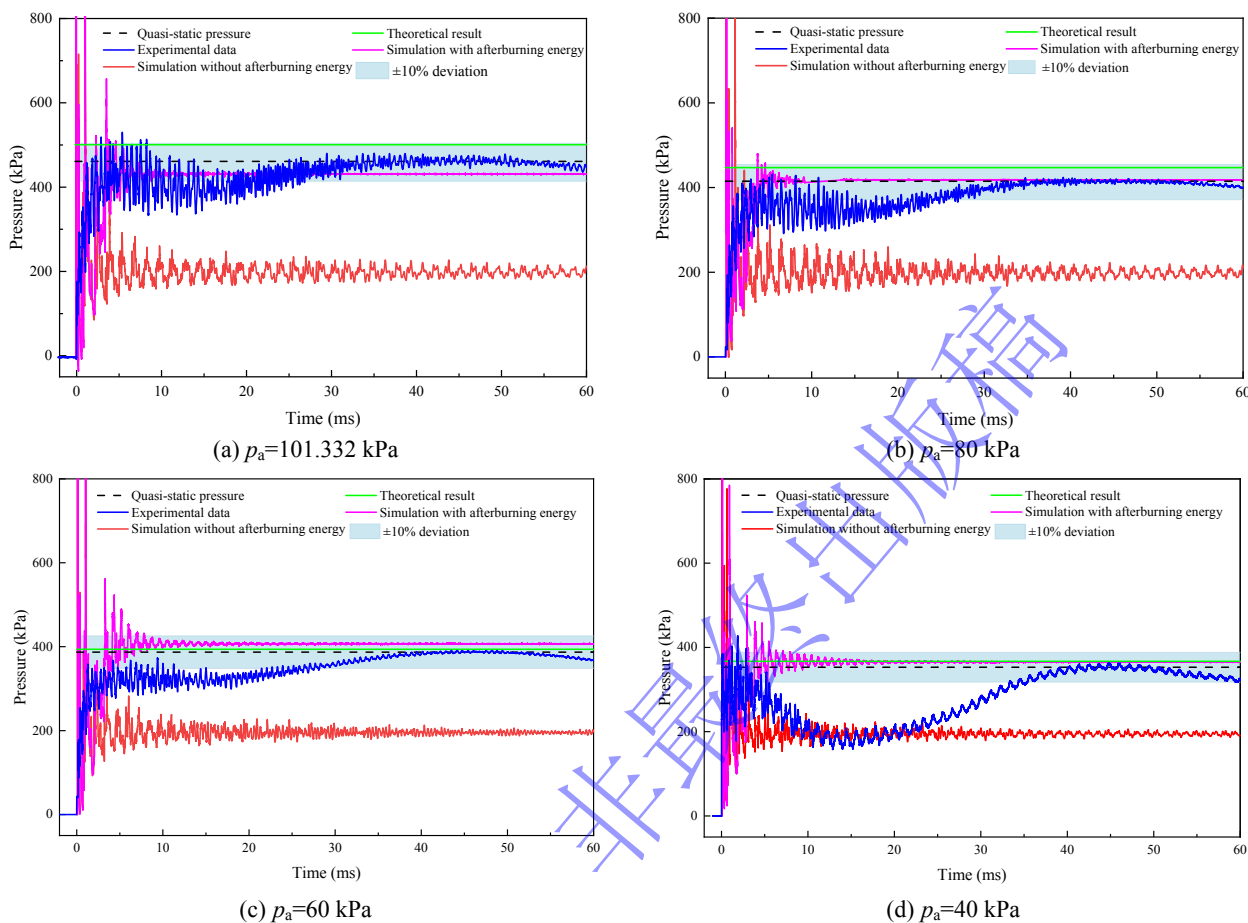 800
600
400
200
0
Pressure (kPa)
Quasi-static pressure
Experimental data
Simulation without afterburning energy
Theoretical result
Simulation with afterburning energy
±10% deviation
0 10 20 30 40 50 60
Time (ms)
(a) pa=101.332 kPa
800
600
400
200
0
Pressure (kPa)
Quasi-static pressure
Experimental data
Simulation without afterburning energy
Theoretical result
Simulation with afterburning energy
±10% deviation
0 10 20 30 40 50 60
Time (ms)
(b) pa=80 kPa
800
600
400
200
0
Pressure (kPa)
Quasi-static pressure
Experimental data
Simulation without afterburning energy
Theoretical result
Simulation with afterburning energy
±10% deviation
0 10 20 30 40 50 60
Time (ms)
(c) pa=60 kPa
800
600
400
200
0
Pressure (kPa)
Quasi-static pressure
Experimental data
Simulation without afterburning energy
Theoretical result
Simulation with afterburning energy
±10% deviation
0 10 20 30 40 50 60
Time (ms)
(d) pa=40 kPa
非最终出版稿